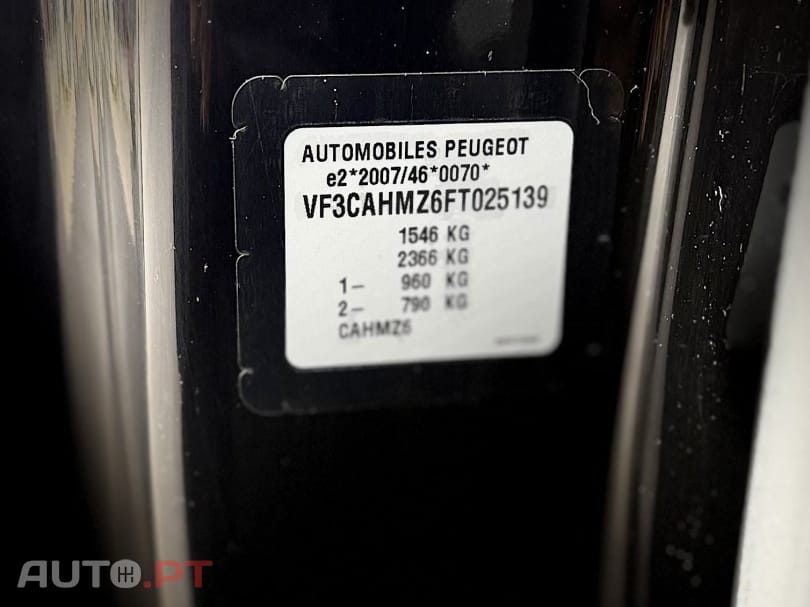 AUTOMOBILES PEUGEOT
e2*2007/46*0070*
VF3CAHMZ6FT025139
1546 KG
2366 KG
1– 960 KG
2– 790 KG
CAHMZ6
AUTO.PT